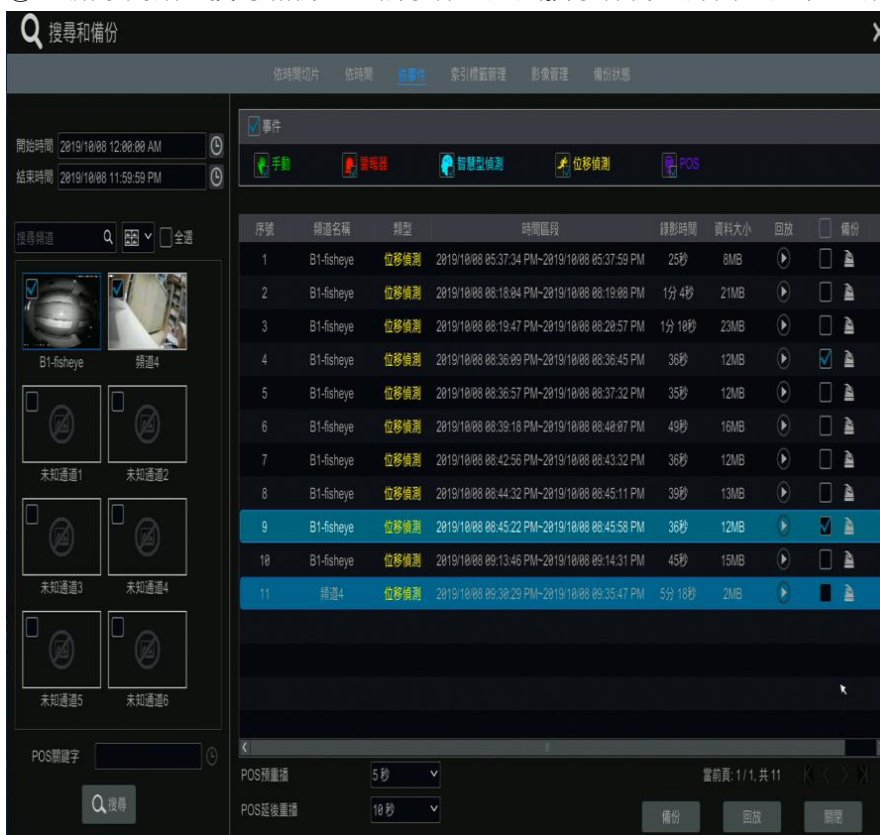 搜尋和備份
依時間切片 依時間 依事件 索引標籤管理 影像管理 備份狀態
開始時間 2019/10/08 12:00:00 AM
結束時間 2019/10/08 11:59:59 PM
搜尋頻道 全選
B1-fisheye 頻道4
未知通道1 未知通道2
未知通道3 未知通道4
未知通道5 未知通道6
POS關鍵字
搜尋
事件
手動 警報器 智慧型偵測 位移偵測 POS
序號 頻道名稱 類型 時間區段 錄影時間 資料大小 回放 備份
1 B1-fisheye 位移偵測 2019/10/08 05:37:34 PM~2019/10/08 05:37:59 PM 25秒 8MB
2 B1-fisheye 位移偵測 2019/10/08 08:18:04 PM~2019/10/08 08:19:08 PM 1分 4秒 21MB
3 B1-fisheye 位移偵測 2019/10/08 08:19:47 PM~2019/10/08 08:20:57 PM 1分 10秒 23MB
4 B1-fisheye 位移偵測 2019/10/08 08:36:09 PM~2019/10/08 08:36:45 PM 36秒 12MB
5 B1-fisheye 位移偵測 2019/10/08 08:36:57 PM~2019/10/08 08:37:32 PM 35秒 12MB
6 B1-fisheye 位移偵測 2019/10/08 08:39:18 PM~2019/10/08 08:40:07 PM 49秒 16MB
7 B1-fisheye 位移偵測 2019/10/08 08:42:56 PM~2019/10/08 08:43:32 PM 36秒 12MB
8 B1-fisheye 位移偵測 2019/10/08 08:44:32 PM~2019/10/08 08:45:11 PM 39秒 13MB
9 B1-fisheye 位移偵測 2019/10/08 08:45:22 PM~2019/10/08 08:45:58 PM 36秒 12MB
10 B1-fisheye 位移偵測 2019/10/08 09:13:46 PM~2019/10/08 09:14:31 PM 45秒 15MB
11 頻道4 位移偵測 2019/10/08 09:30:29 PM~2019/10/08 09:35:47 PM 5分 18秒 2MB
POS預重播 5 秒
當前頁: 1 / 1, 共 11
POS延後重播 10 秒
備份 回放 關閉